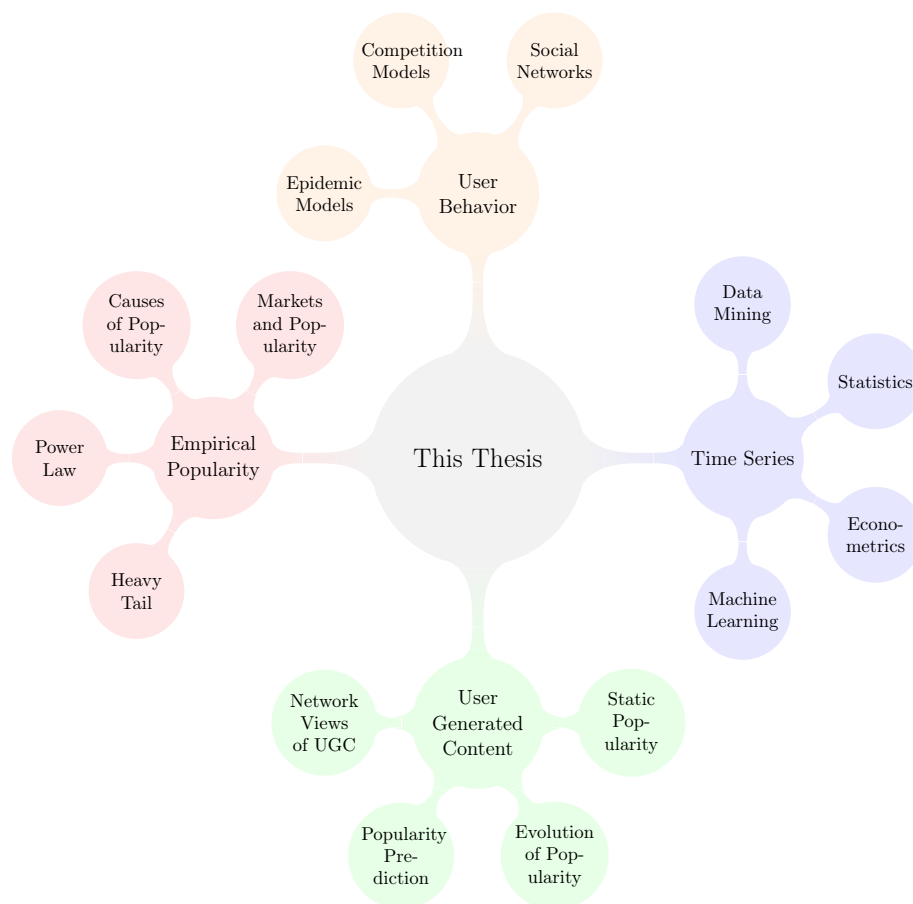 Competition
Models
Social
Networks
Epidemic
Models
User
Behavior
Causes
of Pop-
ularity
Markets
and Pop-
ularity
Data
Mining
Statistics
Power
Law
Empirical
Popularity
This Thesis
Time Series
Econo-
metrics
Heavy
Tail
Machine
Learning
Network
Views
of UGC
User
Generated
Content
Static
Pop-
ularity
Popularity
Pre-
diction
Evolution
of Pop-
ularity